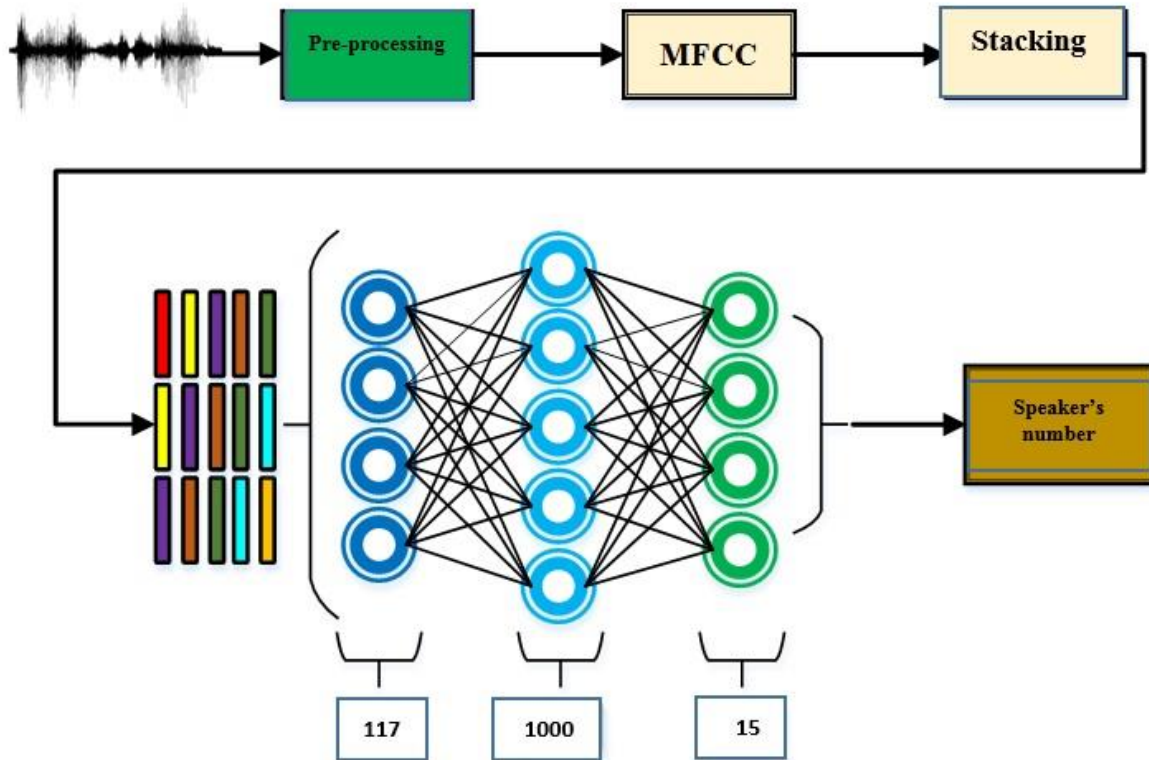 Pre-processing
MFCC
Stacking
Speaker’s
number
117
1000
15